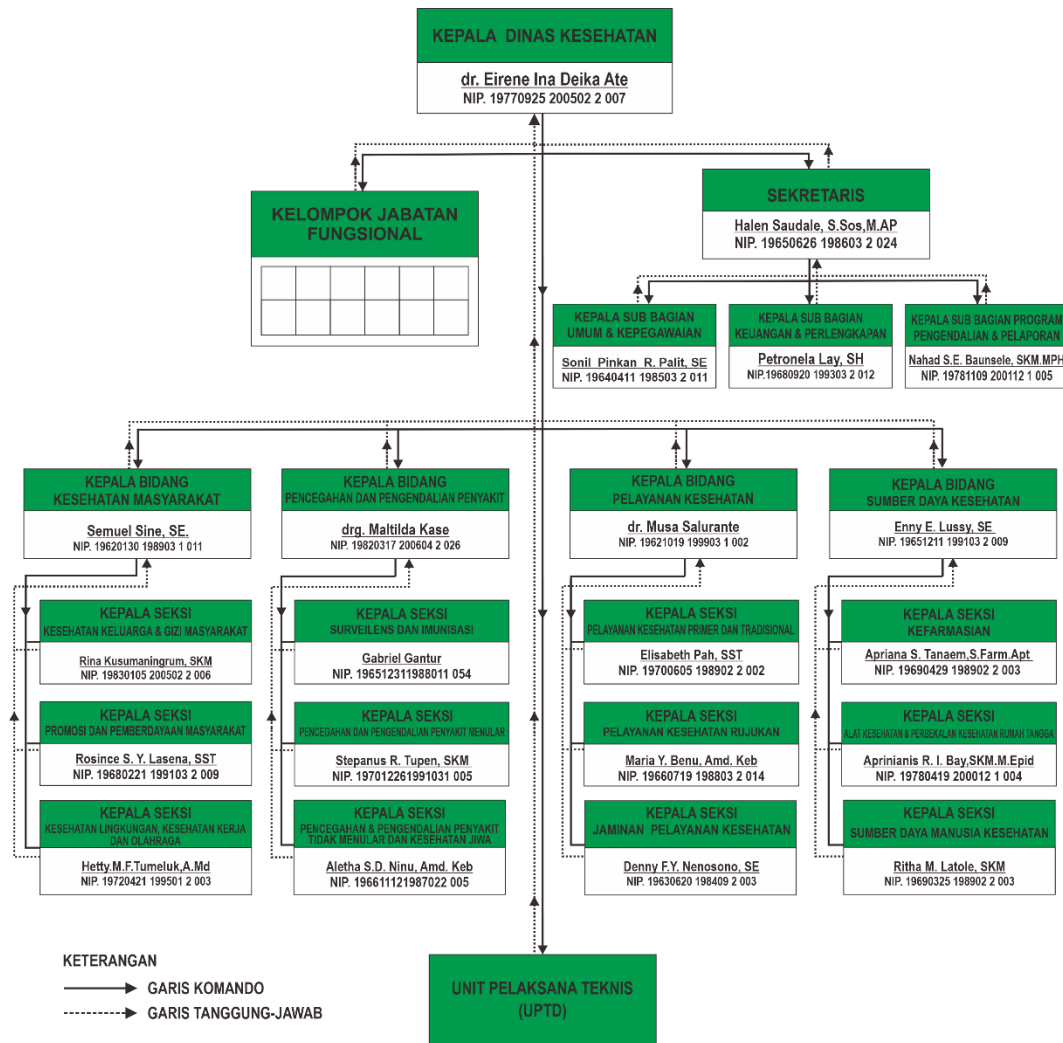 KEPALA DINAS KESEHATAN
dr. Eirene Ina Deika Ate
NIP. 19770925 200502 2 007
KELOMPOK JABATAN
FUNGSIONAL
SEKRETARIS
Halen Saudale, S.Sos,M.AP
NIP. 19650626 198603 2 024
KEPALA SUB BAGIAN
UMUM & KEPEGAWAIAN
Sonil Pinkan R. Palit, SE
NIP. 19640411 198503 2 011
KEPALA SUB BAGIAN
KEUANGAN & PERLENGKAPAN
Petronela Lay, SH
NIP.19680920 199303 2 012
KEPALA SUB BAGIAN PROGRAM
PENGENDALIAN & PELAPORAN
Nahad S.E. Baunsele, SKM.MPH
NIP. 19781109 200112 1 005
KEPALA BIDANG
KESEHATAN MASYARAKAT
Semuel Sine, SE.
NIP. 19620130 198903 1 011
KEPALA BIDANG
PENCEGAHAN DAN PENGENDALIAN PENYAKIT
drg. Maltilda Kase
NIP. 19820317 200604 2 026
KEPALA BIDANG
PELAYANAN KESEHATAN
dr. Musa Salurante
NIP. 19621019 199903 1 002
KEPALA BIDANG
SUMBER DAYA KESEHATAN
Enny E. Lussy, SE
NIP. 19651211 199103 2 009
KEPALA SEKSI
KESEHATAN KELUARGA & GIZI MASYARAKAT
Rina Kusumaningrum, SKM
NIP. 19830105 200502 2 006
KEPALA SEKSI
SURVEILENS DAN IMUNISASI
Gabriel Gantur
NIP. 196512311988011 054
KEPALA SEKSI
PELAYANAN KESEHATAN PRIMER DAN TRADISIONAL
Elisabeth Pah, SST
NIP. 19700605 198902 2 002
KEPALA SEKSI
KEFARMASIAN
Apriana S. Tanaem,S.Farm.Apt
NIP. 19690429 198902 2 003
KEPALA SEKSI
PROMOSI DAN PEMBERDAYAAN MASYARAKAT
Rosince S. Y. Lasena, SST
NIP. 19680221 199103 2 009
KEPALA SEKSI
PENCEGAHAN DAN PENGENDALIAN PENYAKIT MENULAR
Stepanus R. Tupen, SKM
NIP. 197012261991031 005
KEPALA SEKSI
PELAYANAN KESEHATAN RUJUKAN
Maria Y. Benu, Amd. Keb
NIP. 19660719 198803 2 014
KEPALA SEKSI
ALAT KESEHATAN & PERBEKALAN KESEHATAN RUMAH TANGGA
Aprinianis R. I. Bay,SKM.M.Epid
NIP. 19780419 200012 1 004
KEPALA SEKSI
KESEHATAN LINGKUNGAN, KESEHATAN KERJA
DAN OLAHRAGA
Hetty.M.F.Tumeluk,A.Md
NIP. 19720421 199501 2 003
KEPALA SEKSI
PENCEGAHAN & PENGENDALIAN PENYAKIT
TIDAK MENULAR DAN KESEHATAN JIWA
Aletha S.D. Ninu, Amd. Keb
NIP. 196611121987022 005
KEPALA SEKSI
JAMINAN PELAYANAN KESEHATAN
Denny F.Y. Nenosono, SE
NIP. 19630620 198409 2 003
KEPALA SEKSI
SUMBER DAYA MANUSIA KESEHATAN
Ritha M. Latole, SKM
NIP. 19690325 198902 2 003
KETERANGAN
GARIS KOMANDO
GARIS TANGGUNG-JAWAB
UNIT PELAKSANA TEKNIS
(UPTD)